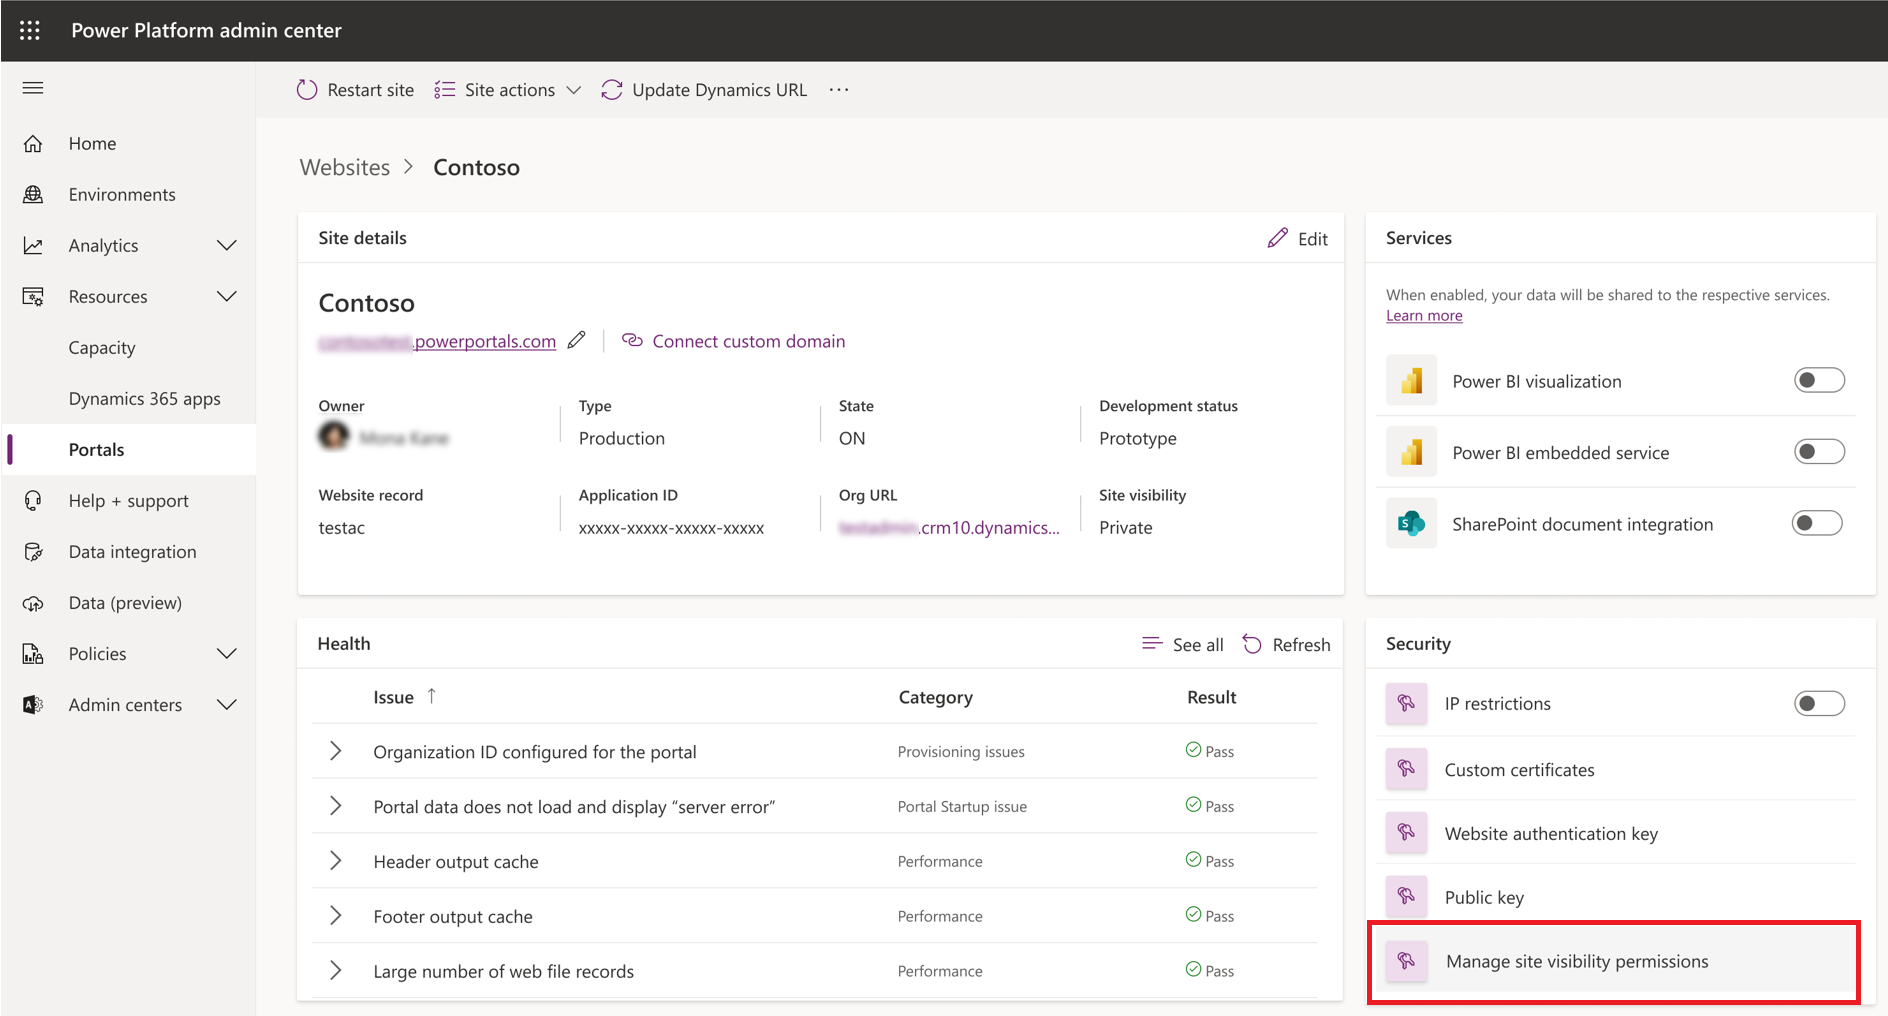 Power Platform admin center
Restart site
Site actions
Update Dynamics URL
Home
Environments
Analytics
Resources
Capacity
Dynamics 365 apps
Portals
Help + support
Data integration
Data (preview)
Policies
Admin centers
Websites > Contoso
Site details
Edit
Contoso
.powerportals.com
Connect custom domain
Owner
Type
State
Development status
Mona Kane
Production
ON
Prototype
Website record
Application ID
Org URL
Site visibility
testac
xxxxx-xxxxx-xxxxx-xxxxx
.crm10.dynamics...
Private
Services
When enabled, your data will be shared to the respective services.
Learn more
Power BI visualization
Power BI embedded service
SharePoint document integration
Health
See all
Refresh
Issue ↑
Category
Result
Organization ID configured for the portal
Provisioning issues
Pass
Portal data does not load and display “server error”
Portal Startup issue
Pass
Header output cache
Performance
Pass
Footer output cache
Performance
Pass
Large number of web file records
Performance
Pass
Security
IP restrictions
Custom certificates
Website authentication key
Public key
Manage site visibility permissions